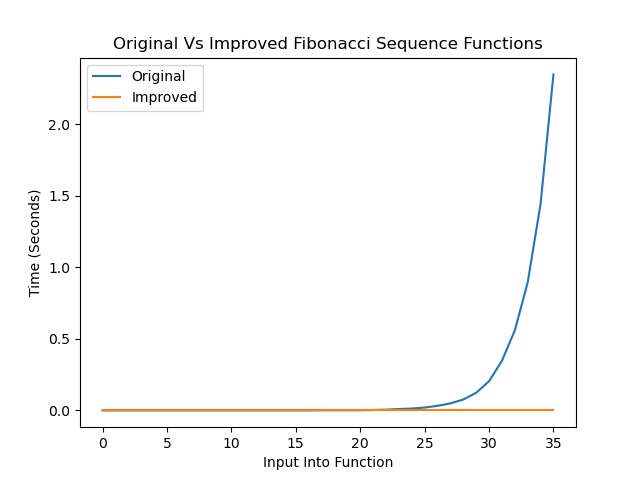 Original Vs Improved Fibonacci Sequence Functions
Original
Improved
Time (Seconds)
2.0
1.5
1.0
0.5
0.0
0 5 10 15 20 25 30 35
Input Into Function